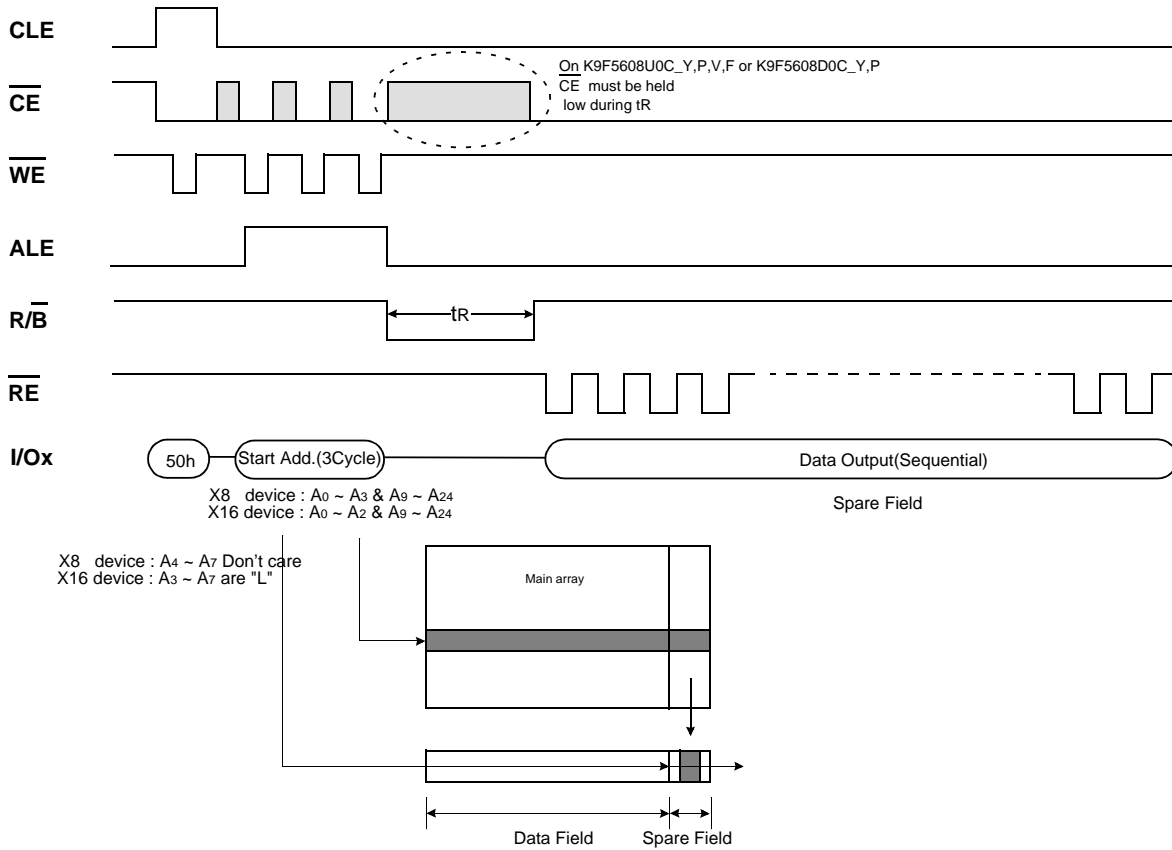 CLE
On K9F5608U0C_Y,P,V,F or K9F5608D0C_Y,P
CE must be held
low during tR
CE
WE
ALE
R/B
tR
RE
I/Ox
50h
Start Add.(3Cycle)
Data Output(Sequential)
X8 device : A0 ~ A3 & A9 ~ A24
X16 device : A0 ~ A2 & A9 ~ A24
Spare Field
X8 device : A4 ~ A7 Don't care
X16 device : A3 ~ A7 are "L"
Main array
Data Field
Spare Field